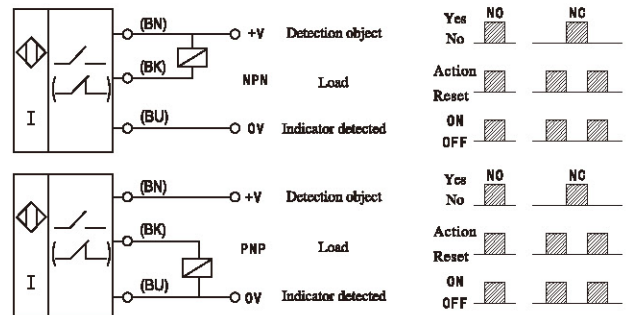 (BN) +V Detection object Yes No NO NC
(BK) NPN Load Action Reset
I (BU) 0V Indicator detected ON OFF
(BN) +V Detection object Yes No NO NC
(BK) PNP Load Action Reset
I (BU) 0V Indicator detected ON OFF